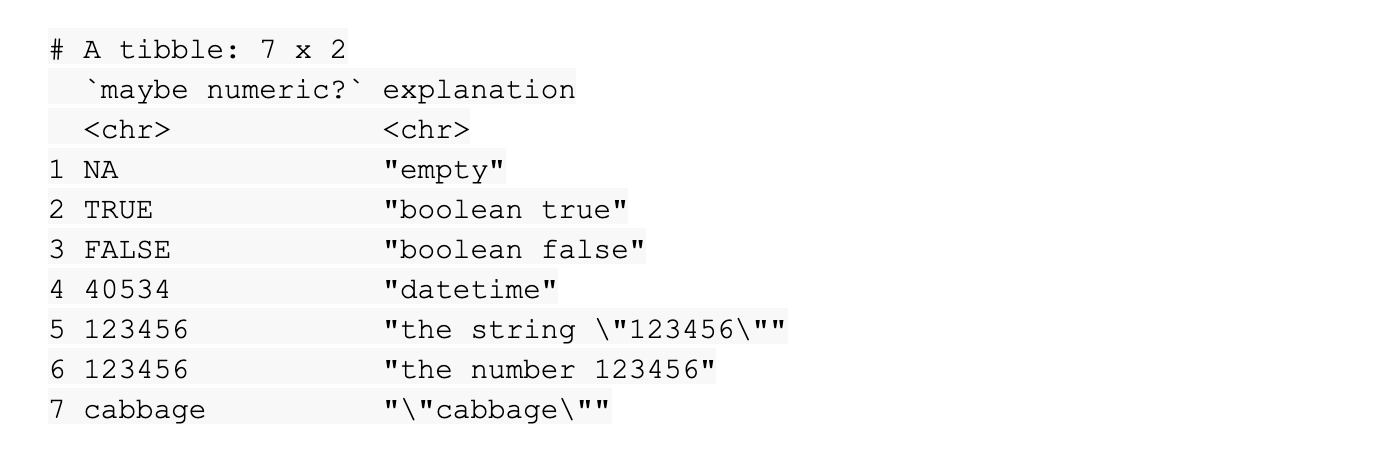 # A tibble: 7 x 2
  `maybe numeric?` explanation
  <chr>            <chr>
1 NA               "empty"
2 TRUE             "boolean true"
3 FALSE            "boolean false"
4 40534            "datetime"
5 123456           "the string \"123456\""
6 123456           "the number 123456"
7 cabbage          "\"cabbage\""